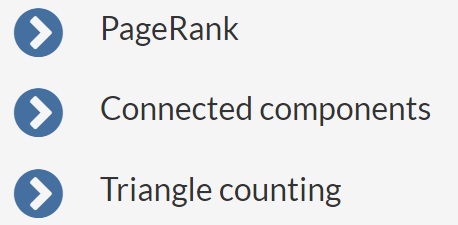 PageRank
Connected components
Triangle counting